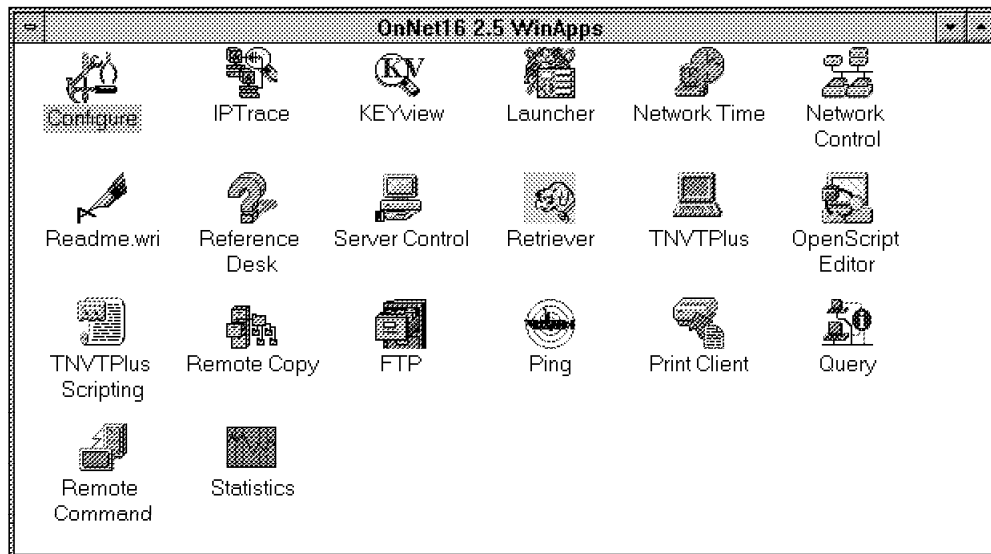 OnNet16 2.5 WinApps
Configure IPTrace KEYview Launcher Network Time Network
Control
Readme.wri Reference Server Control Retriever TNVTPlus OpenScript
Desk Editor
TNVTPlus Remote Copy FTP Ping Print Client Query
Scripting
Remote Statistics
Command